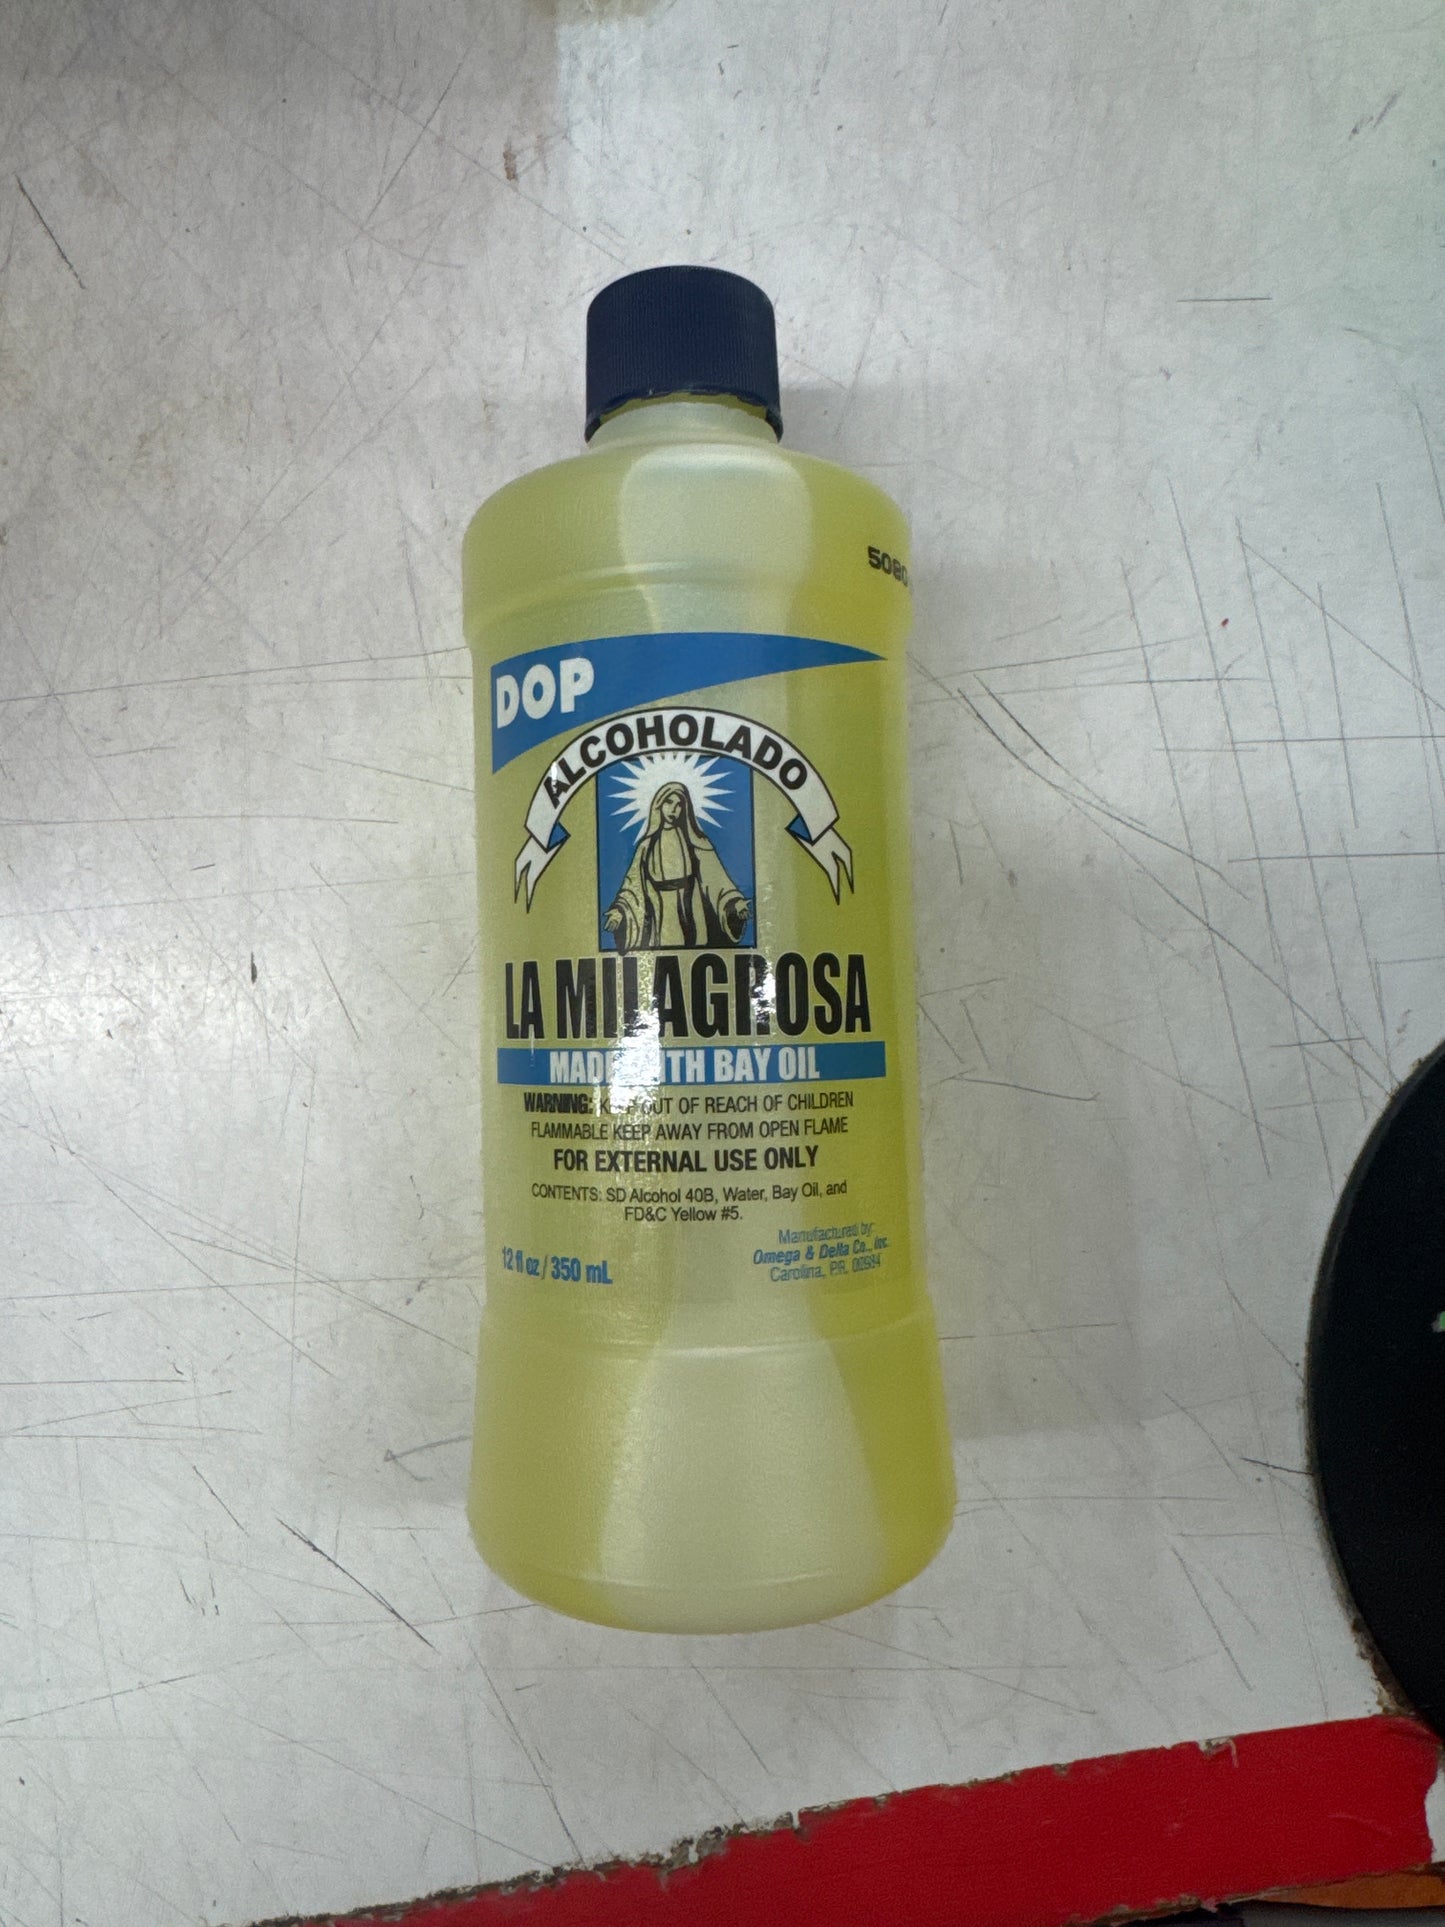 5080
DOP
ALCOHOLADO
LA MILAGROSA
MADE WITH BAY OIL
WARNING: KEEP OUT OF REACH OF CHILDREN
FLAMMABLE KEEP AWAY FROM OPEN FLAME
FOR EXTERNAL USE ONLY
CONTENTS: SD Alcohol 40B, Water, Bay Oil, and
FD&C Yellow #5.
12 fl oz / 350 mL
Manufactured by:
Omega & Delta Co., Inc.
Carolina, P.R. 00984